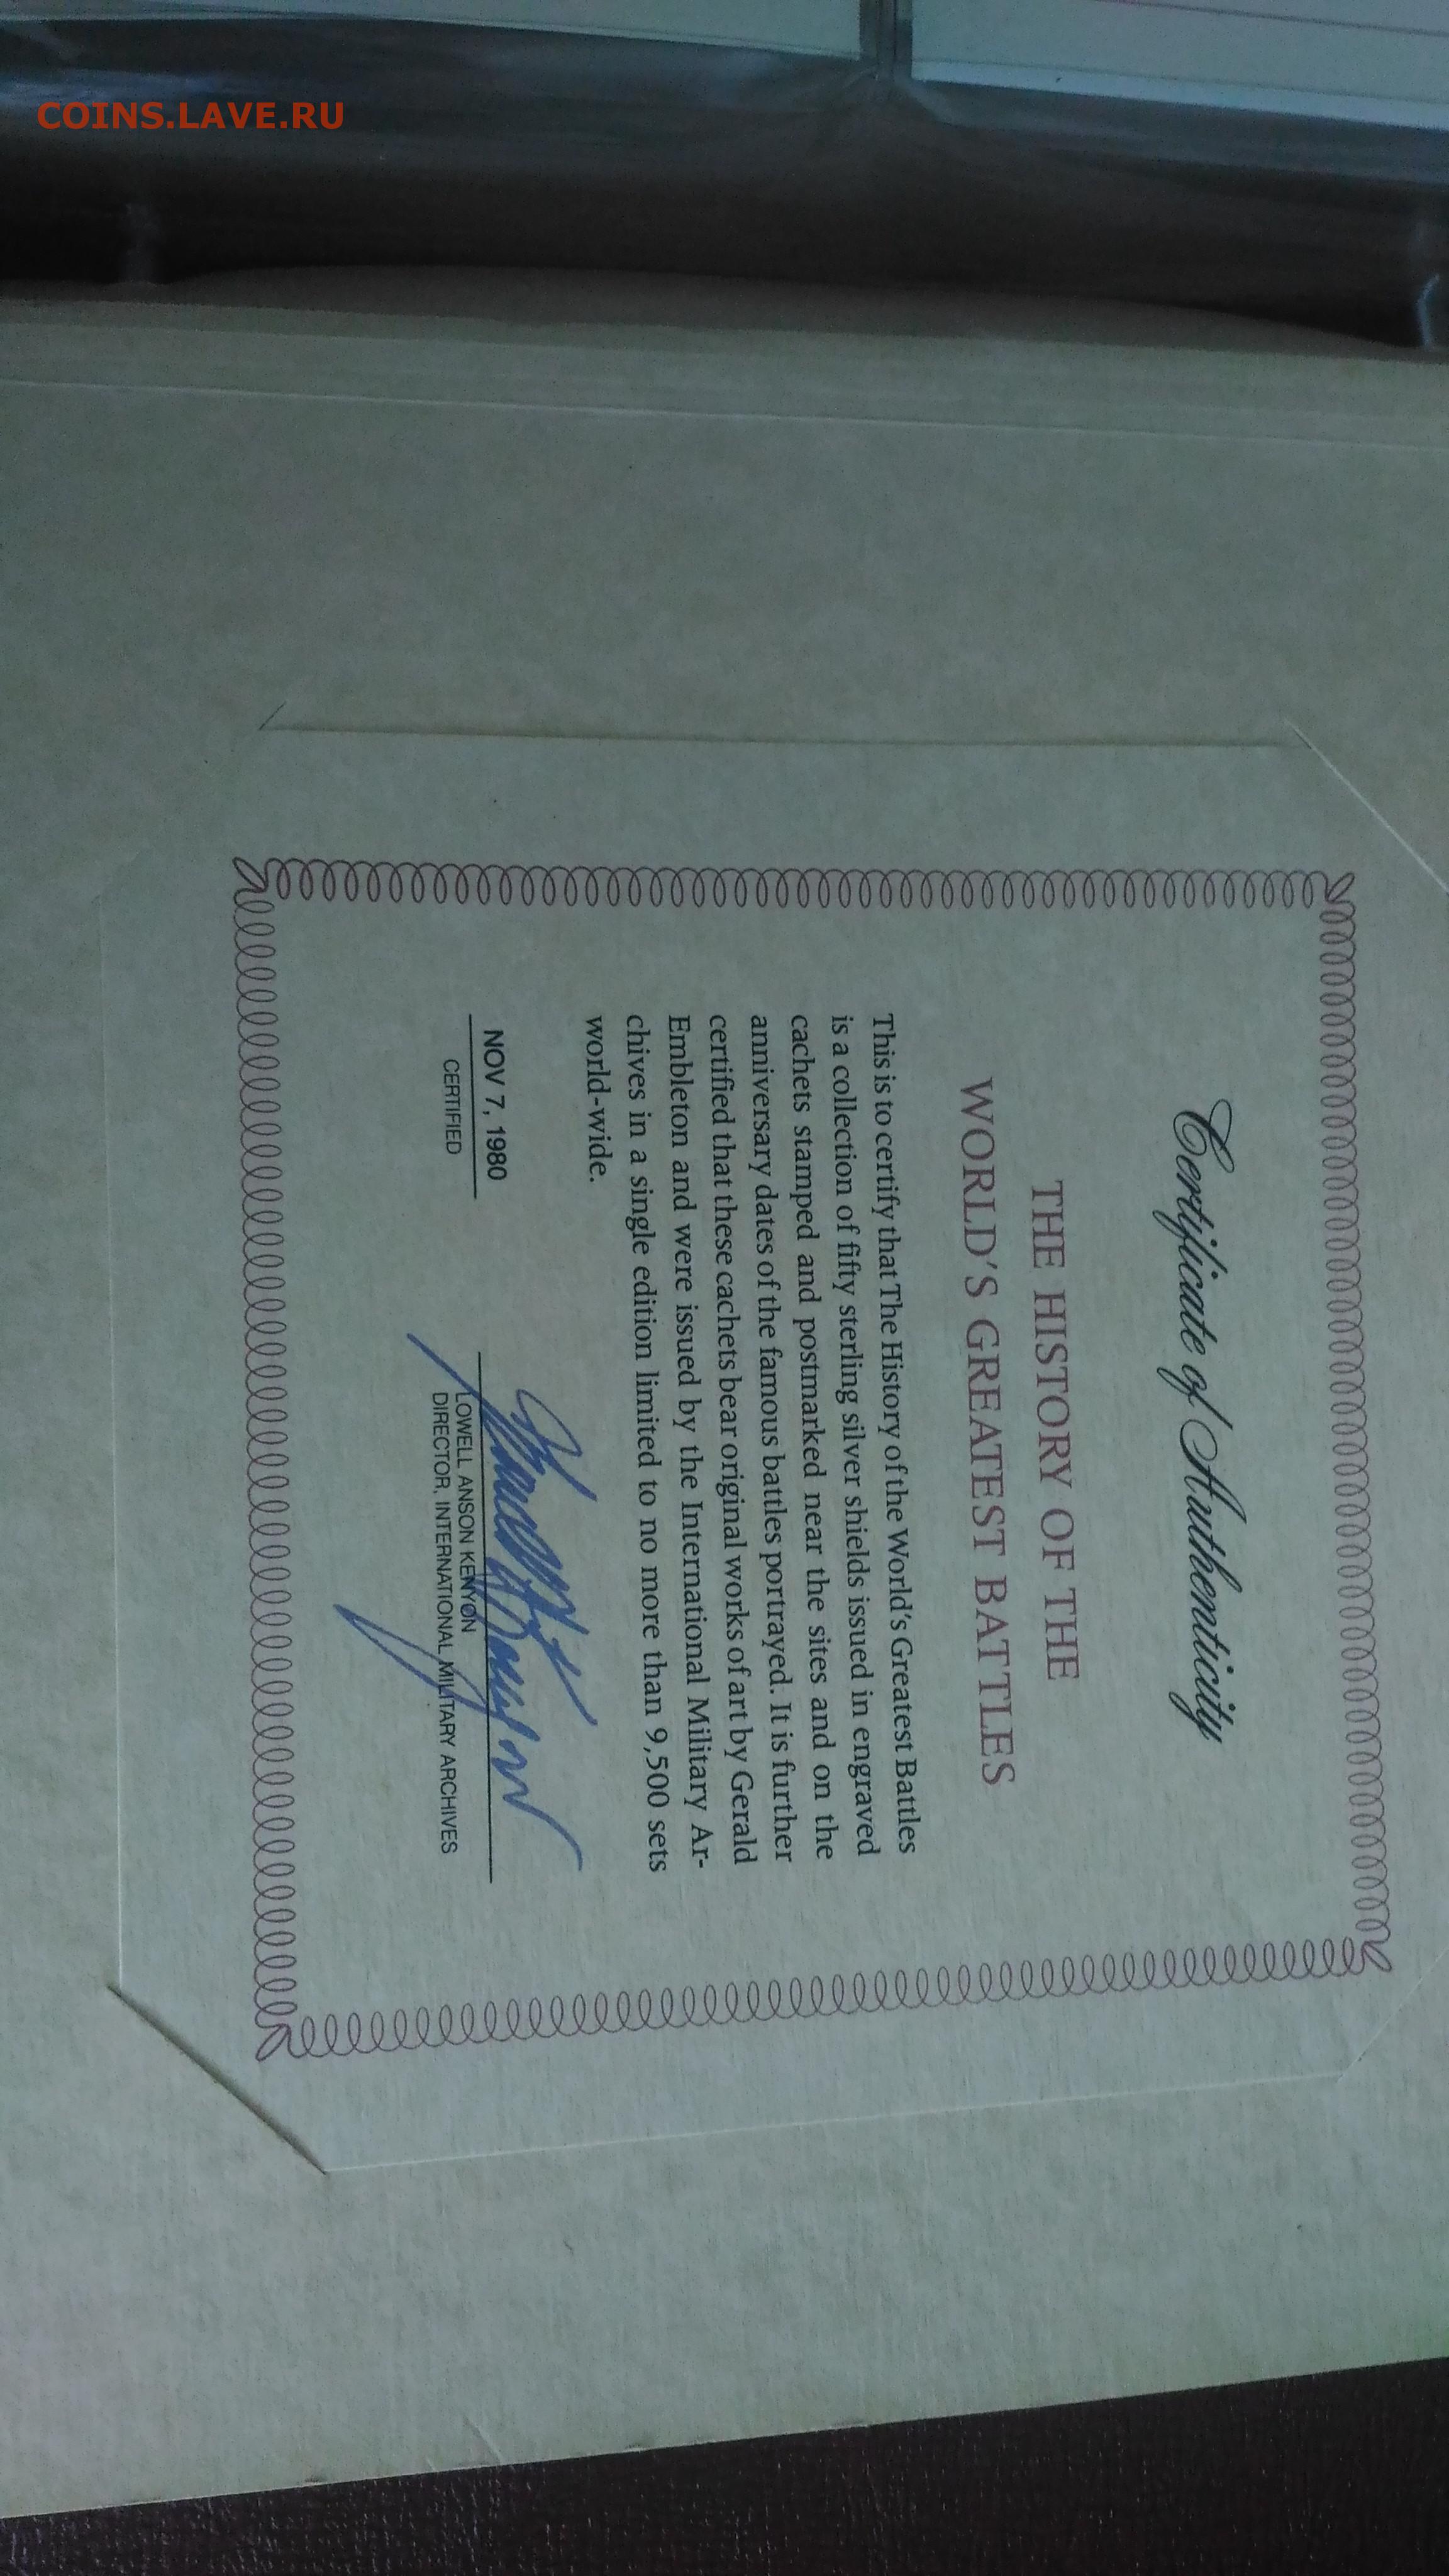 COINS.LAVE.RU
Certificate of Authenticity
THE HISTORY OF THE
WORLD'S GREATEST BATTLES
This is to certify that The History of the World's Greatest Battles
is a collection of fifty sterling silver shields issued in engraved
cachets stamped and postmarked near the sites and on the
anniversary dates of the famous battles portrayed. It is further
certified that these cachets bear original works of art by Gerald
Embleton and were issued by the International Military Ar-
chives in a single edition limited to no more than 9,500 sets
world-wide.
NOV 7, 1980
CERTIFIED
LOWELL ANSON KENYON
DIRECTOR, INTERNATIONAL MILITARY ARCHIVES